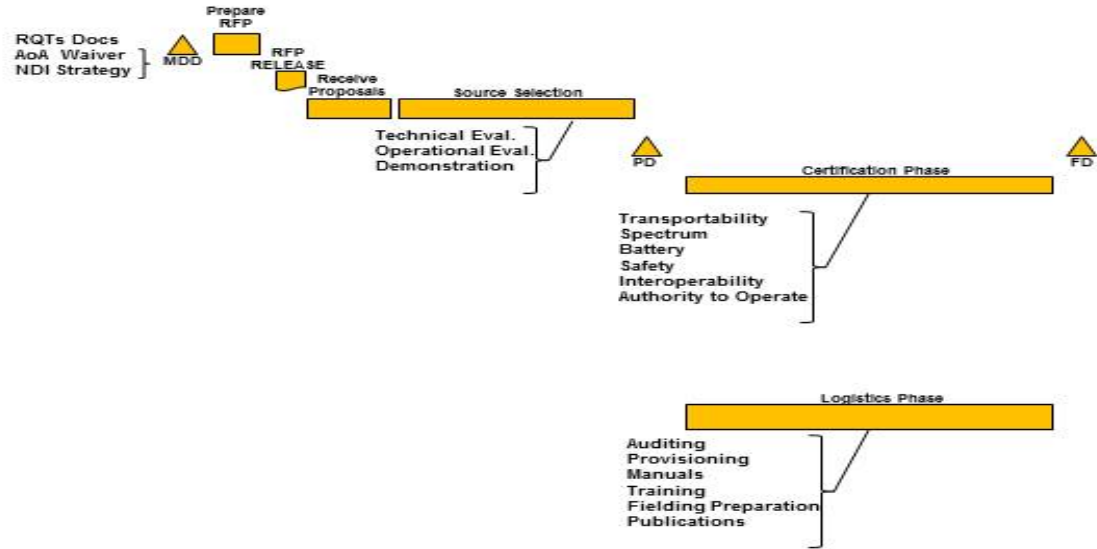 Prepare
RFP
RQTs Docs
AoA Waiver
NDI Strategy
MDD
RFP
RELEASE
Receive
Proposals
Source Selection
Technical Eval.
Operational Eval.
Demonstration
PD
FD
Certification Phase
Transportability
Spectrum
Battery
Safety
Interoperability
Authority to Operate
Logistics Phase
Auditing
Provisioning
Manuals
Training
Fielding Preparation
Publications